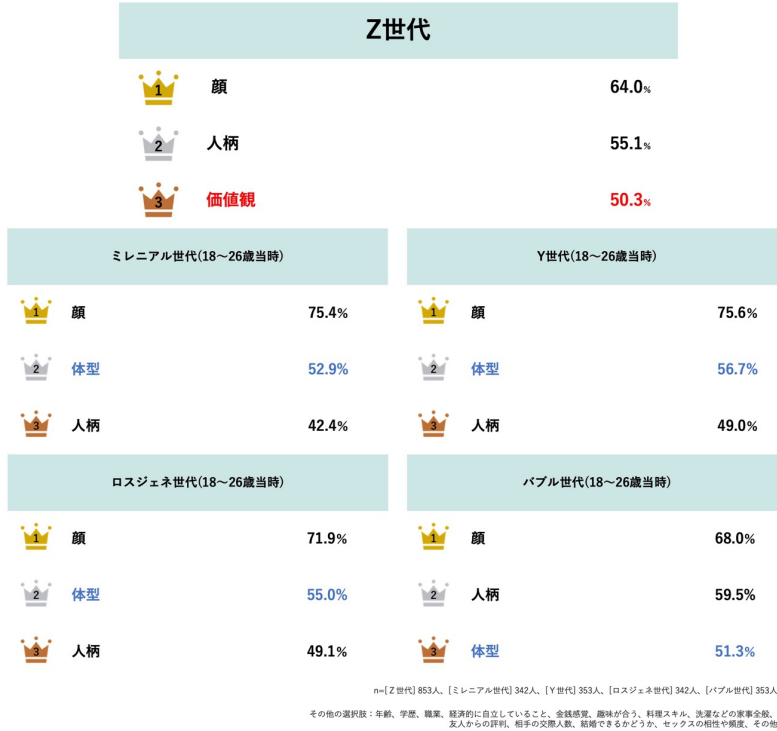 Z世代
1 顔 64.0%
2 人柄 55.1%
3 価値観 50.3%
ミレニアル世代(18〜26歳当時)
1 顔 75.4%
2 体型 52.9%
3 人柄 42.4%
Y世代(18〜26歳当時)
1 顔 75.6%
2 体型 56.7%
3 人柄 49.0%
ロスジェネ世代(18〜26歳当時)
1 顔 71.9%
2 体型 55.0%
3 人柄 49.1%
バブル世代(18〜26歳当時)
1 顔 68.0%
2 人柄 59.5%
3 体型 51.3%
n=[Z世代] 853人、[ミレニアル世代] 342人、[Y世代] 353人、[ロスジェネ世代] 342人、[バブル世代] 353人
その他の選択肢：年齢、学歴、職業、経済的に自立していること、金銭感覚、趣味が合う、料理スキル、洗濯などの家事全般、
友人からの評判、相手の交際人数、結婚できるかどうか、セックスの相性や頻度、その他